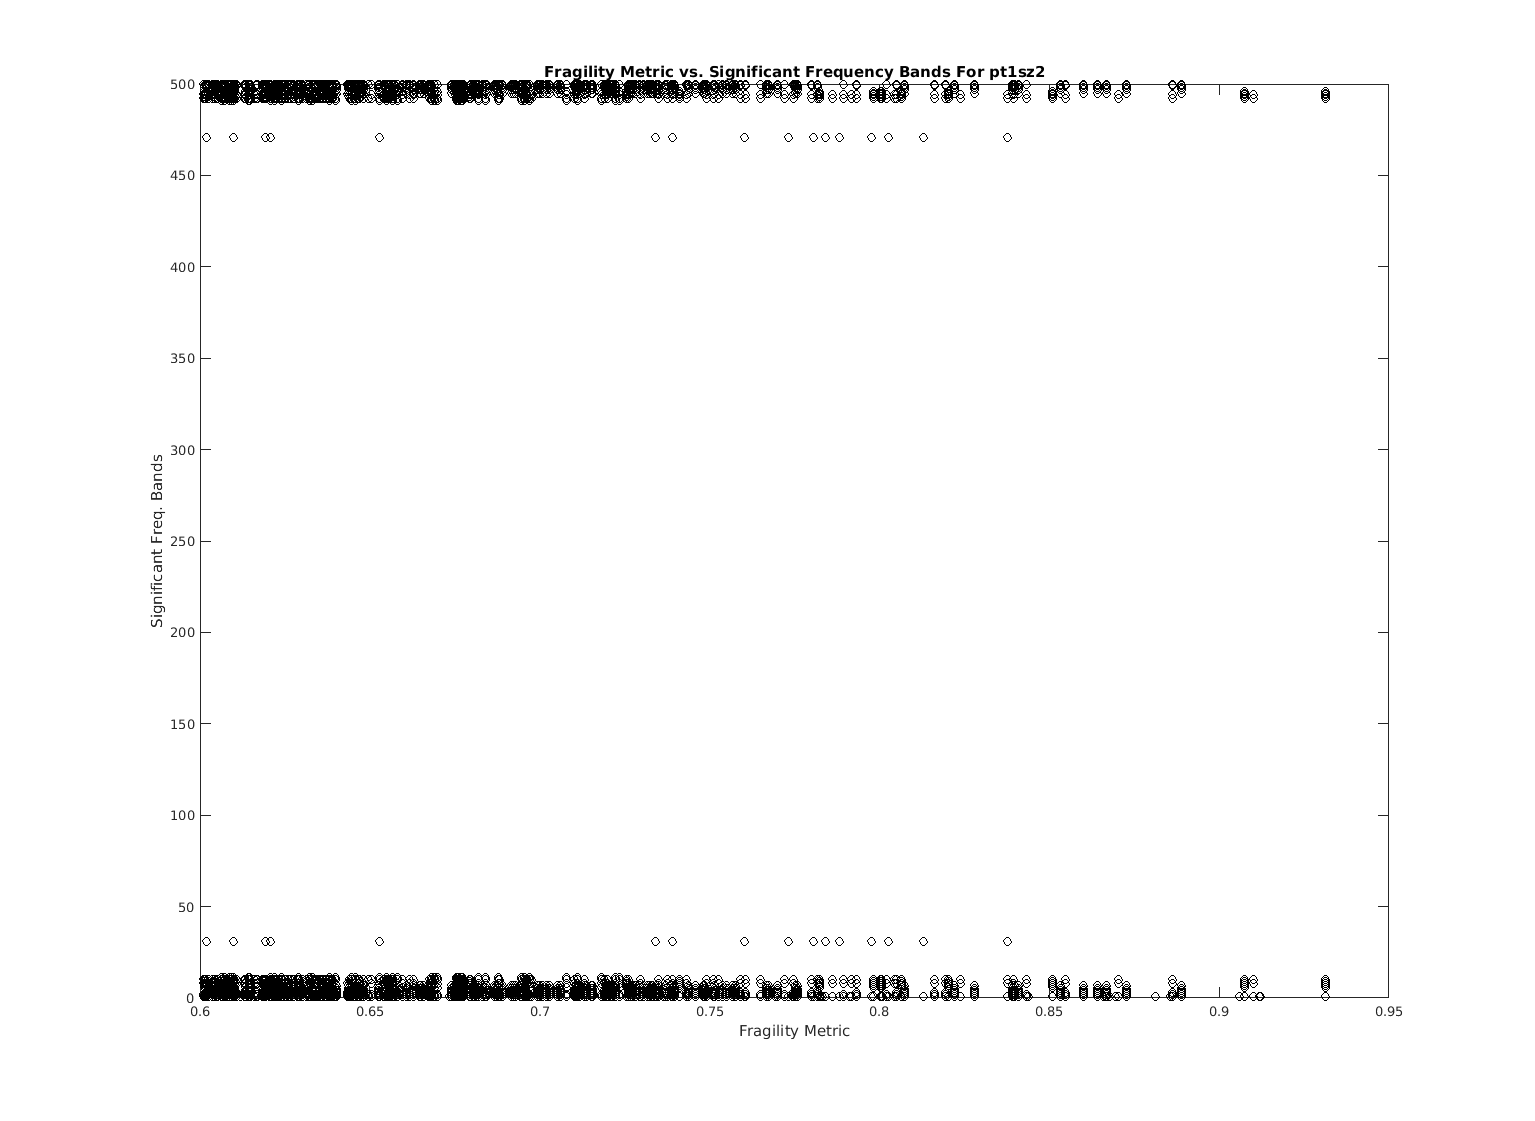 Fragility Metric vs. Significant Frequency Bands For pt1sz2
500
450
400
350
300
250
200
150
100
50
0
Significant Freq. Bands
0.6 0.65 0.7 0.75 0.8 0.85 0.9 0.95
Fragility Metric